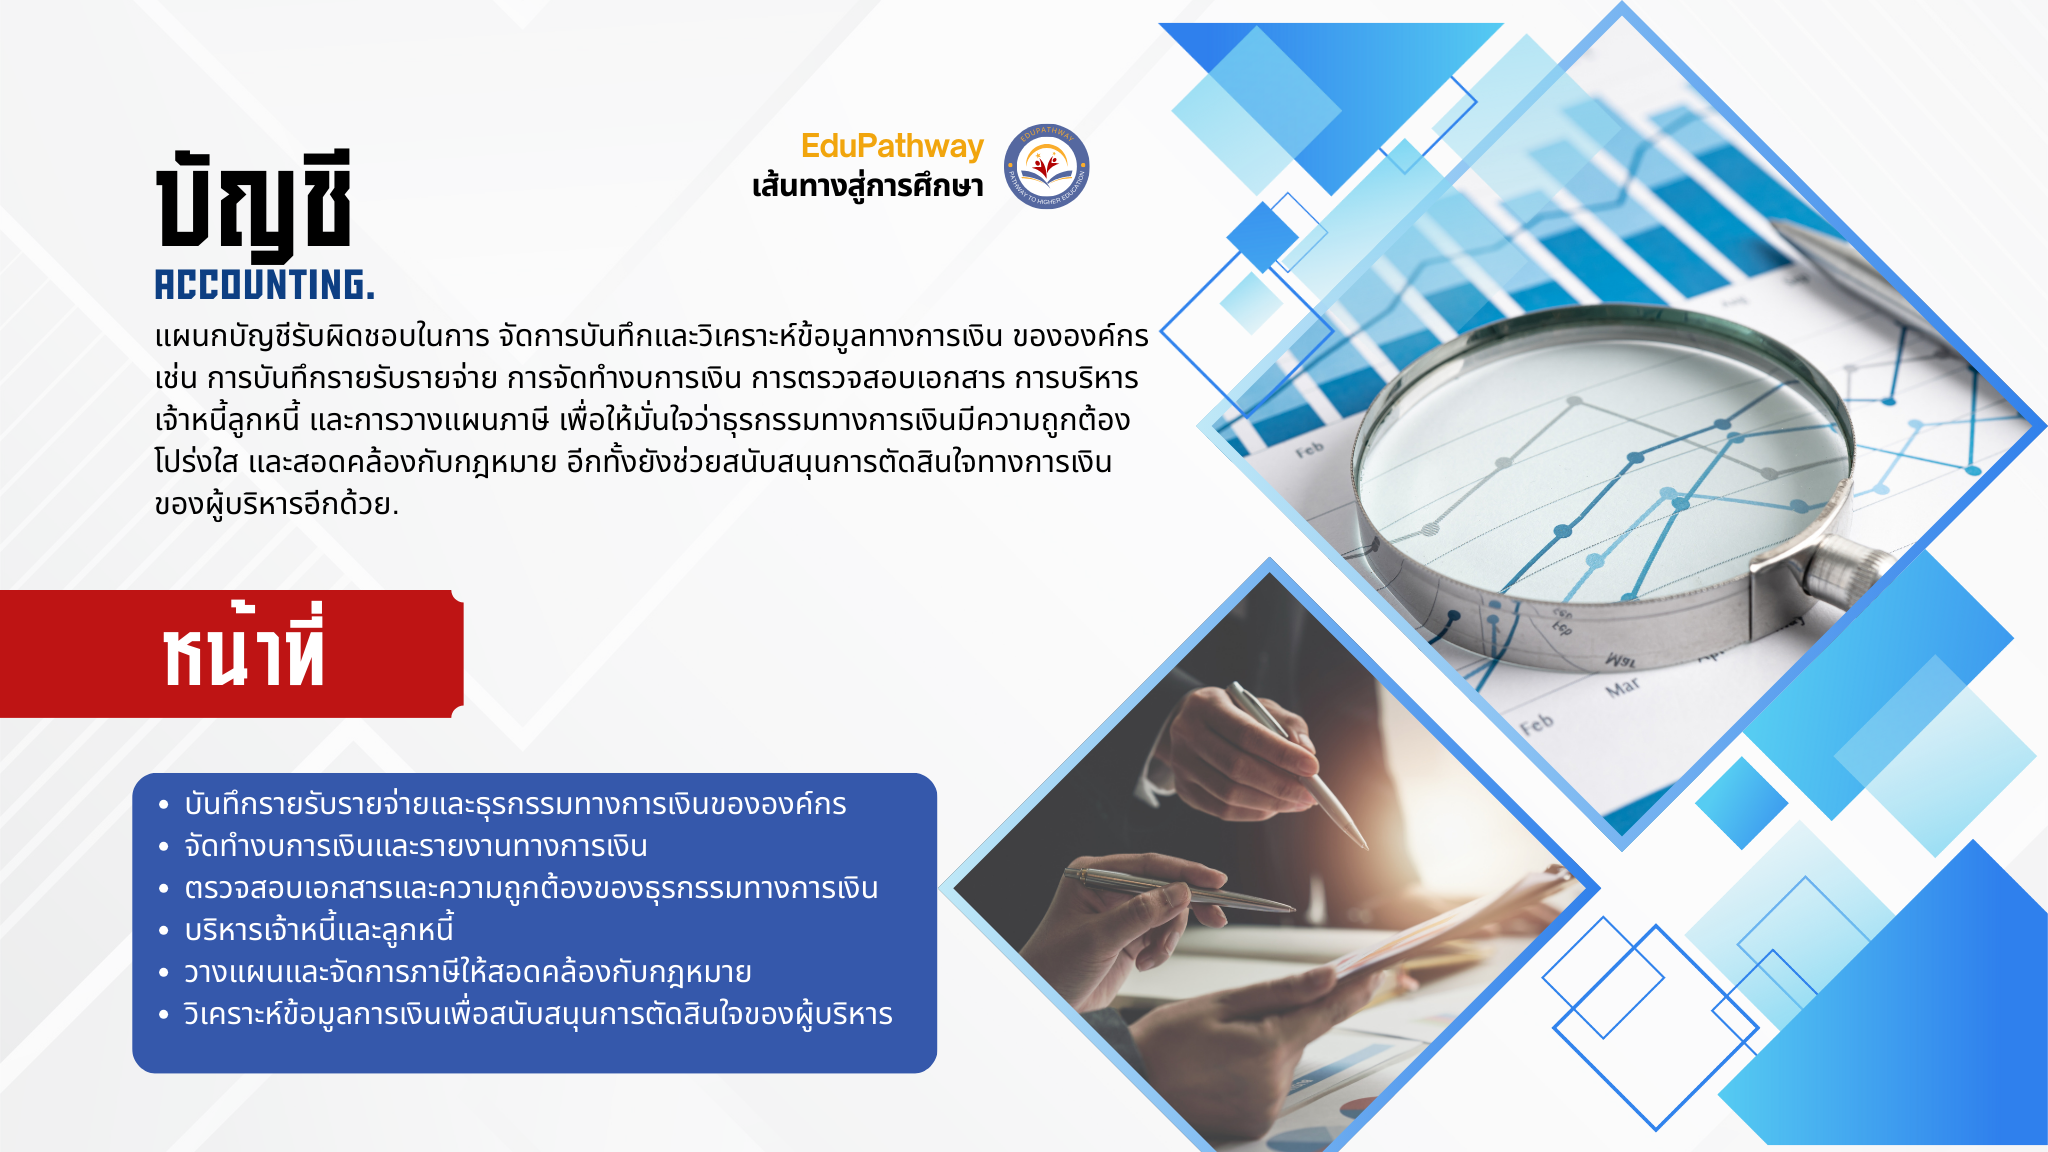 EduPathway
เส้นทางสู่การศึกษา
EDUPATHWAY
PATHWAY TO HIGHER EDUCATION
บัญชี
ACCOUNTING.
แผนกบัญชีรับผิดชอบในการ จัดการบันทึกและวิเคราะห์ข้อมูลทางการเงิน ขององค์กร
เช่น การบันทึกรายรับรายจ่าย การจัดทำงบการเงิน การตรวจสอบเอกสาร การบริหาร
เจ้าหนี้ลูกหนี้ และการวางแผนภาษี เพื่อให้มั่นใจว่าธุรกรรมทางการเงินมีความถูกต้อง
โปร่งใส และสอดคล้องกับกฎหมาย อีกทั้งยังช่วยสนับสนุนการตัดสินใจทางการเงิน
ของผู้บริหารอีกด้วย.
หน้าที่
• บันทึกรายรับรายจ่ายและธุรกรรมทางการเงินขององค์กร
• จัดทำงบการเงินและรายงานทางการเงิน
• ตรวจสอบเอกสารและความถูกต้องของธุรกรรมทางการเงิน
• บริหารเจ้าหนี้และลูกหนี้
• วางแผนและจัดการภาษีให้สอดคล้องกับกฎหมาย
• วิเคราะห์ข้อมูลการเงินเพื่อสนับสนุนการตัดสินใจของผู้บริหาร
Feb
Mar
Mar
Feb